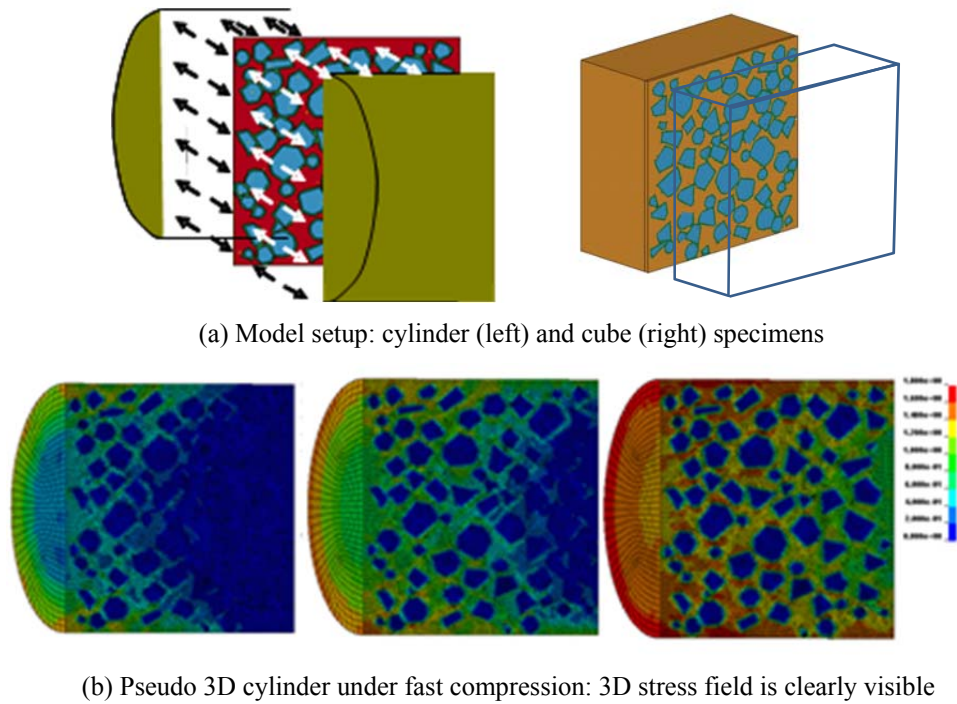 (a) Model setup: cylinder (left) and cube (right) specimens
(b) Pseudo 3D cylinder under fast compression: 3D stress field is clearly visible